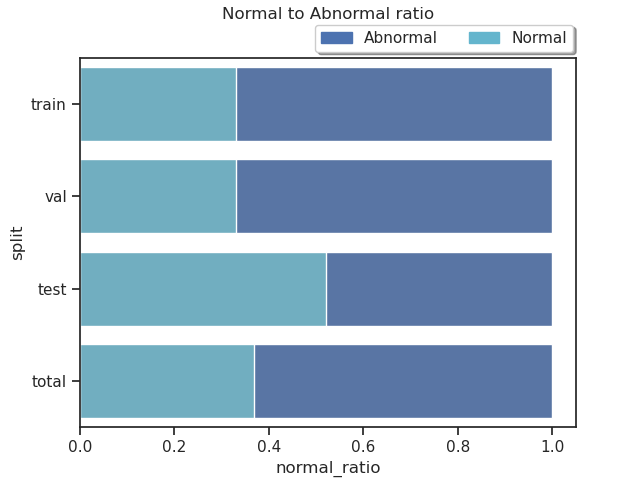 Normal to Abnormal ratio
Abnormal Normal
train
val
test
total
split
0.0 0.2 0.4 0.6 0.8 1.0
normal_ratio